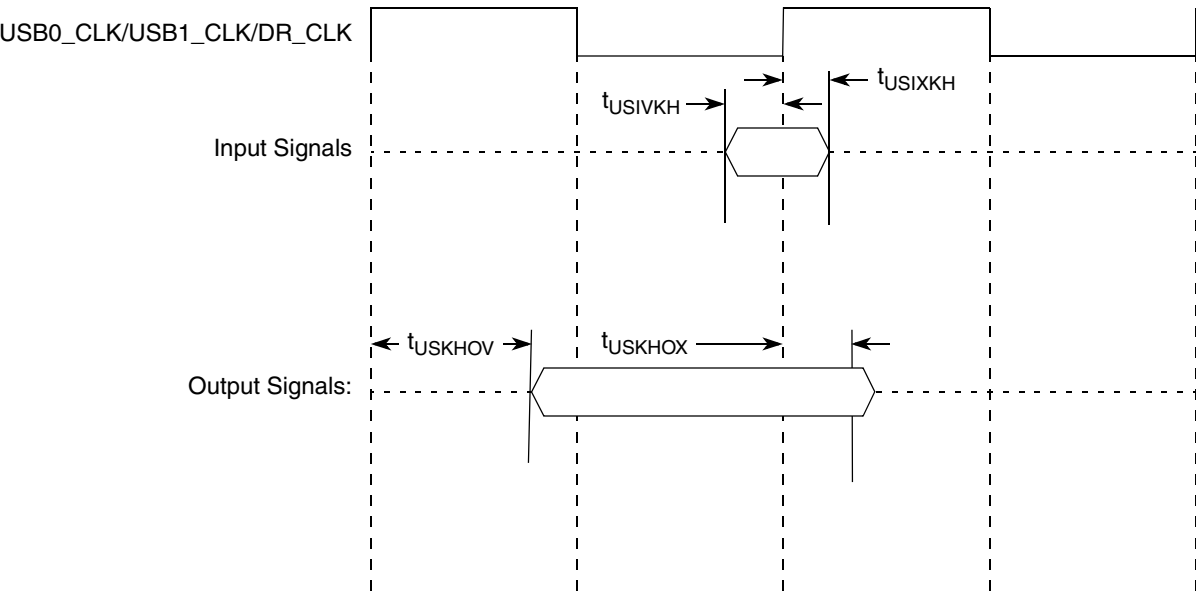 USB0_CLK/USB1_CLK/DR_CLK
tUSIXKH
tUSIVKH
Input Signals
tUSKHOV
tUSKHOX
Output Signals: